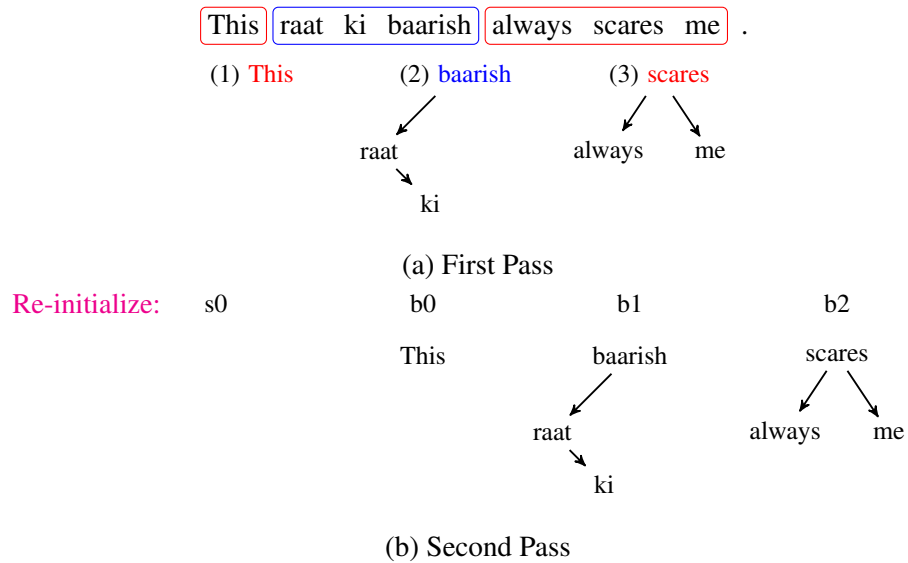 This raat ki baarish always scares me .
(1) This (2) baarish (3) scares
raat always me
ki
(a) First Pass
Re-initialize: s0 b0 b1 b2
This baarish scares
raat always me
ki
(b) Second Pass